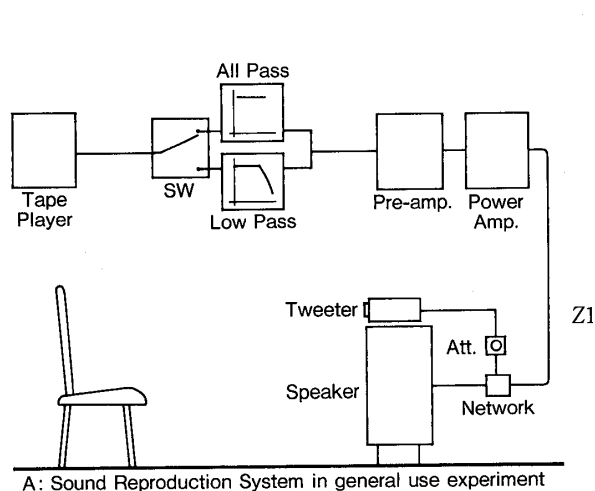 All Pass
Tape
Player
SW
Low Pass
Pre-amp.
Power
Amp.
Tweeter
Z1
Att.
Speaker
Network
A: Sound Reproduction System in general use experiment